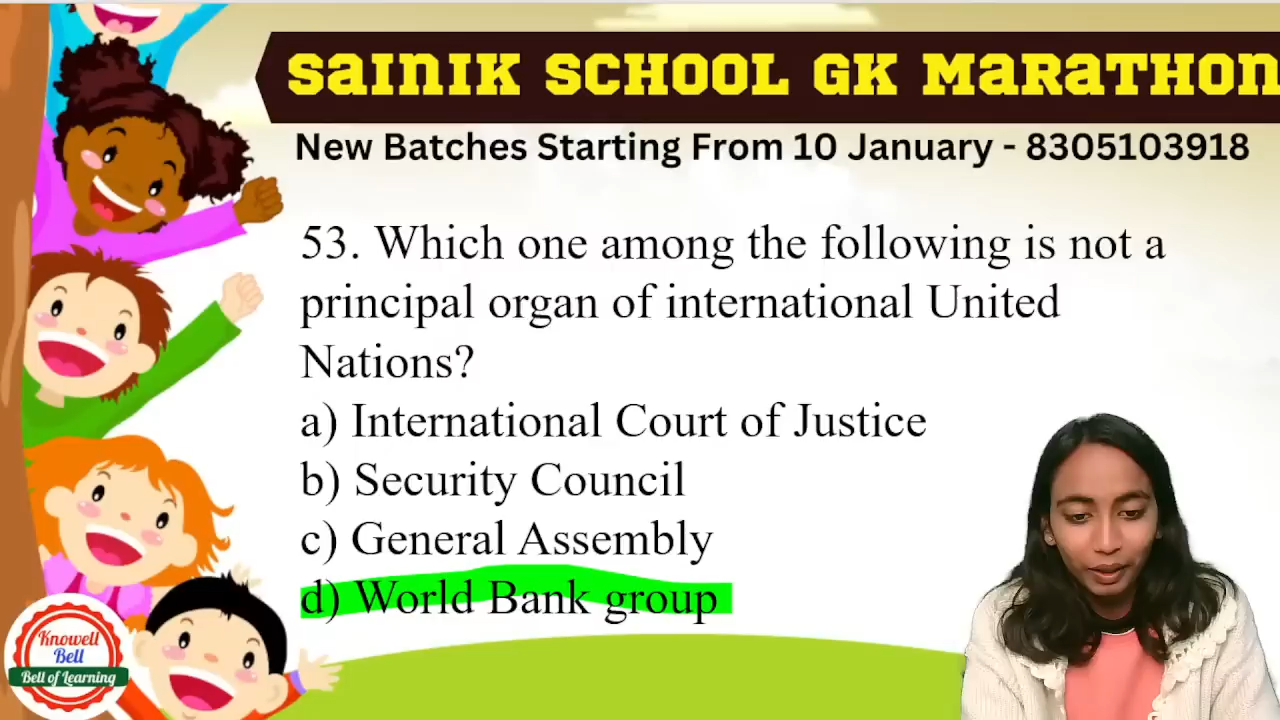 SAINIK SCHOOL GK MARATHON
New Batches Starting From 10 January - 8305103918
53. Which one among the following is not a
principal organ of international United
Nations?
a) International Court of Justice
b) Security Council
c) General Assembly
d) World Bank group
Knowell
Bell
Bell of Learning